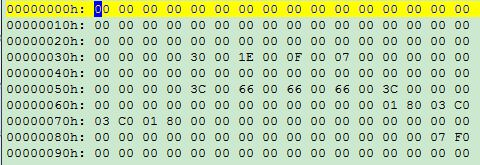 00000000h: 00 00 00 00 00 00 00 00 00 00 00 00 00 00 00 00
00000010h: 00 00 00 00 00 00 00 00 00 00 00 00 00 00 00 00
00000020h: 00 00 00 00 00 00 00 00 00 00 00 00 00 00 00 00
00000030h: 00 00 00 00 30 00 1E 00 0F 00 07 00 00 00 00 00
00000040h: 00 00 00 00 00 00 00 00 00 00 00 00 00 00 00 00
00000050h: 00 00 00 00 3C 00 66 00 66 00 66 00 3C 00 00 00
00000060h: 00 00 00 00 00 00 00 00 00 00 00 00 01 80 03 C0
00000070h: 03 C0 01 80 00 00 00 00 00 00 00 00 00 00 00 00
00000080h: 00 00 00 00 00 00 00 00 00 00 00 00 00 00 07 F0
00000090h: 00 00 00 00 00 00 00 00 00 00 00 00 00 00 00 00